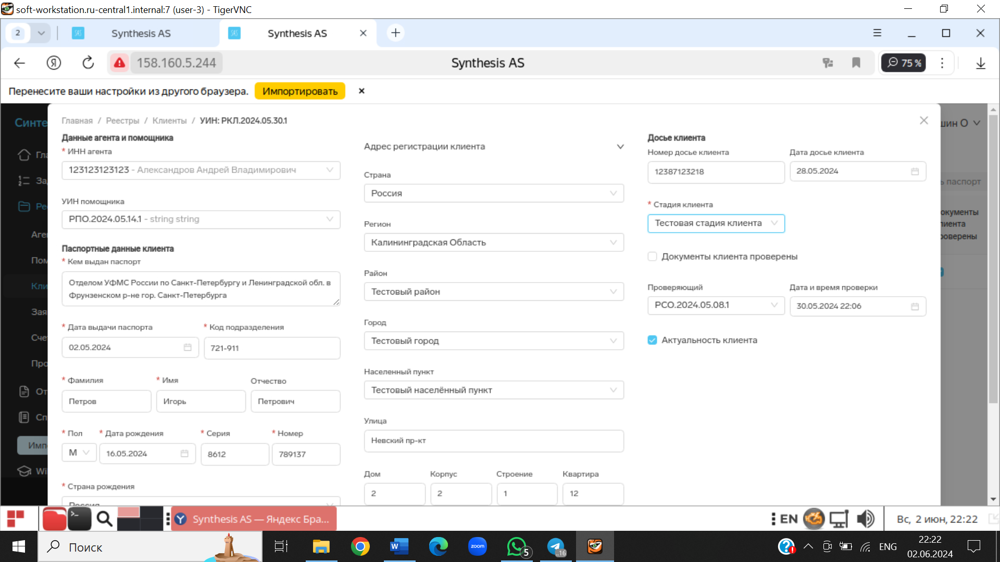 soft-workstation.ru-central1.internal:7 (user-3) - TigerVNC
2
Synthesis AS
Synthesis AS
158.160.5.244
Synthesis AS
75 %
Перенесите ваши настройки из другого браузера.
Импортировать
Синте
Главная / Реестры / Клиенты / УИН: РКЛ.2024.05.30.1
шин О
Данные агента и помощника
* ИНН агента
123123123123 - Александров Андрей Владимирович
УИН помощника
РПО.2024.05.14.1 - string string
Паспортные данные клиента
* Кем выдан паспорт
Отделом УФМС России по Санкт-Петербургу и Ленинградской обл. в
Фрунзенском р-не гор. Санкт-Петербурга
* Дата выдачи паспорта
* Код подразделения
02.05.2024
721-911
* Фамилия
* Имя
Отчество
Петров
Игорь
Петрович
* Пол
* Дата рождения
* Серия
* Номер
М
16.05.2024
8612
789137
* Страна рождения
Россия
Адрес регистрации клиента
Страна
Россия
Регион
Калининградская Область
Район
Тестовый район
Город
Тестовый город
Населенный пункт
Тестовый населённый пункт
Улица
Невский пр-кт
Дом
Корпус
Строение
Квартира
2
2
1
12
Досье клиента
Номер досье клиента
Дата досье клиента
12387123218
28.05.2024
* Стадия клиента
Тестовая стадия клиента
Документы клиента проверены
Проверяющий
Дата и время проверки
РСО.2024.05.08.1
30.05.2024 22:06
Актуальность клиента
Гла
За
Ре
Аге
Пом
Кли
Зая
Сче
Про
От
Сп
Имп
Wi
ь паспорт
окументы
лиента
роверены
Synthesis AS — Яндекс Бра...
EN
Вс, 2 июн, 22:22
Поиск
W
zoom
5
..16
ENG
22:22
02.06.2024